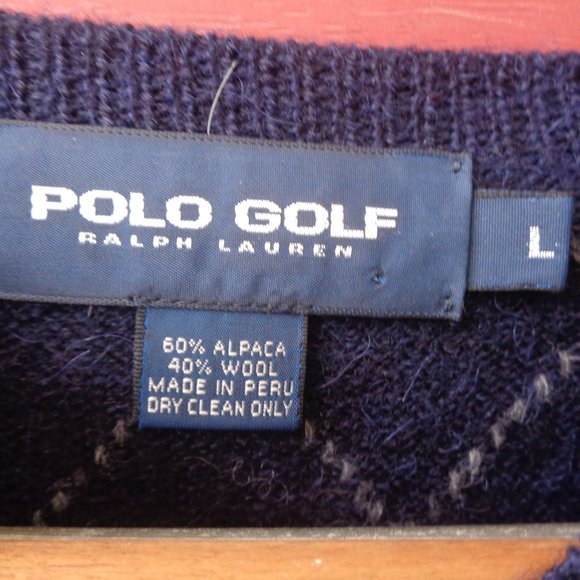 POLO GOLF
RALPH LAUREN
L
60% ALPACA
40% WOOL
MADE IN PERU
DRY CLEAN ONLY